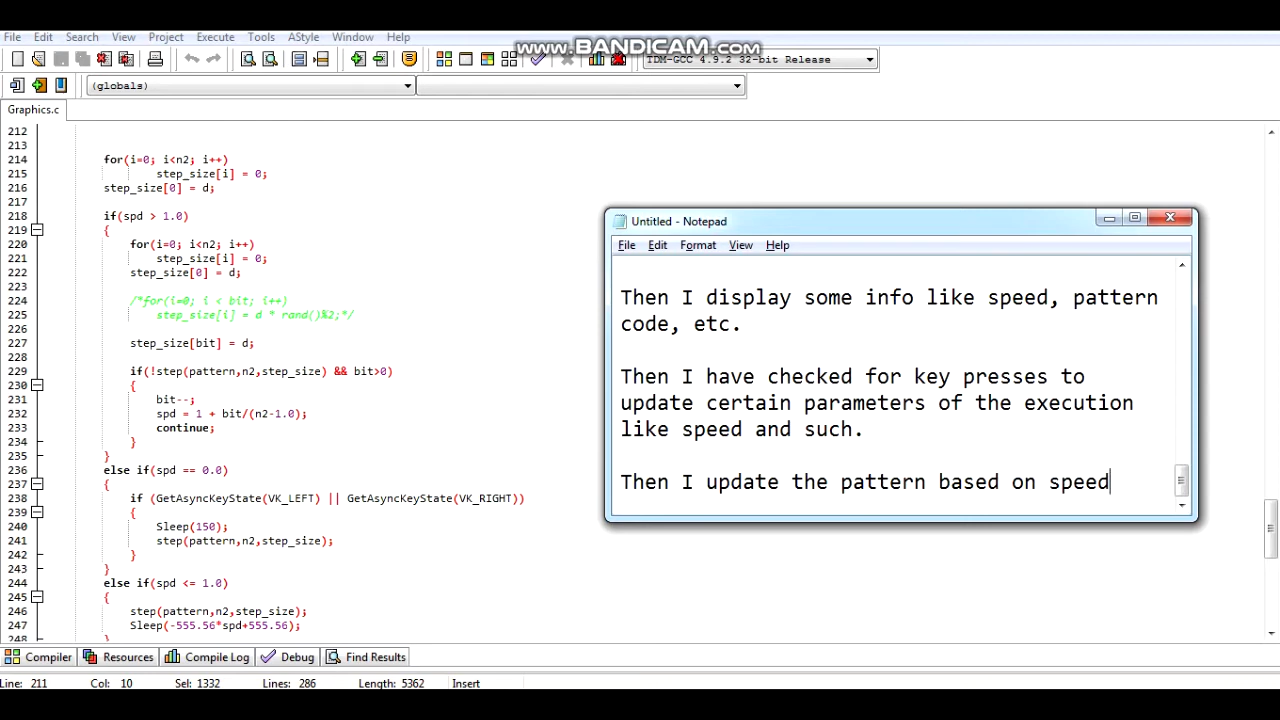 www.BANDICAM.com
File Edit Search View Project Execute Tools AStyle Window Help
TDM-GCC 4.9.2 32-bit Release
(globals)
Graphics.c
212
213
214 for(i=0; i<n2; i++)
215 step_size[i] = 0;
216 step_size[0] = d;
217
218 if(spd > 1.0)
219 {
220 for(i=0; i<n2; i++)
221 step_size[i] = 0;
222 step_size[0] = d;
223
224 /*for(i=0; i < bit; i++)
225 step_size[i] = d * rand()%2;*/
226
227 step_size[bit] = d;
228
229 if(!step(pattern,n2,step_size) && bit>0)
230 {
231 bit--;
232 spd = 1 + bit/(n2-1.0);
233 continue;
234 }
235 }
236 else if(spd == 0.0)
237 {
238 if (GetAsyncKeyState(VK_LEFT) || GetAsyncKeyState(VK_RIGHT))
239 {
240 Sleep(150);
241 step(pattern,n2,step_size);
242 }
243 }
244 else if(spd <= 1.0)
245 {
246 step(pattern,n2,step_size);
247 Sleep(-555.56*spd+555.56);
248 }
Untitled - Notepad
File Edit Format View Help
Then I display some info like speed, pattern
code, etc.
Then I have checked for key presses to
update certain parameters of the execution
like speed and such.
Then I update the pattern based on speed
Compiler Resources Compile Log Debug Find Results
Line: 211 Col: 10 Sel: 1332 Lines: 286 Length: 5362 Insert